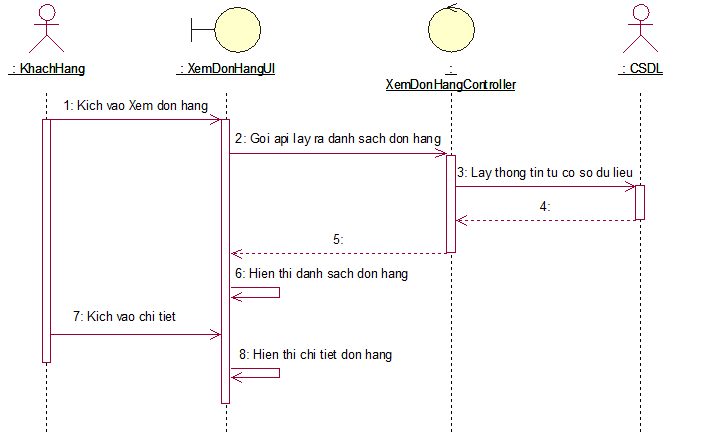 : KhachHang
: XemDonHangUI
:
XemDonHangController
: CSDL
1: Kich vao Xem don hang
2: Goi api lay ra danh sach don hang
3: Lay thong tin tu co so du lieu
4:
5:
6: Hien thi danh sach don hang
7: Kich vao chi tiet
8: Hien thi chi tiet don hang